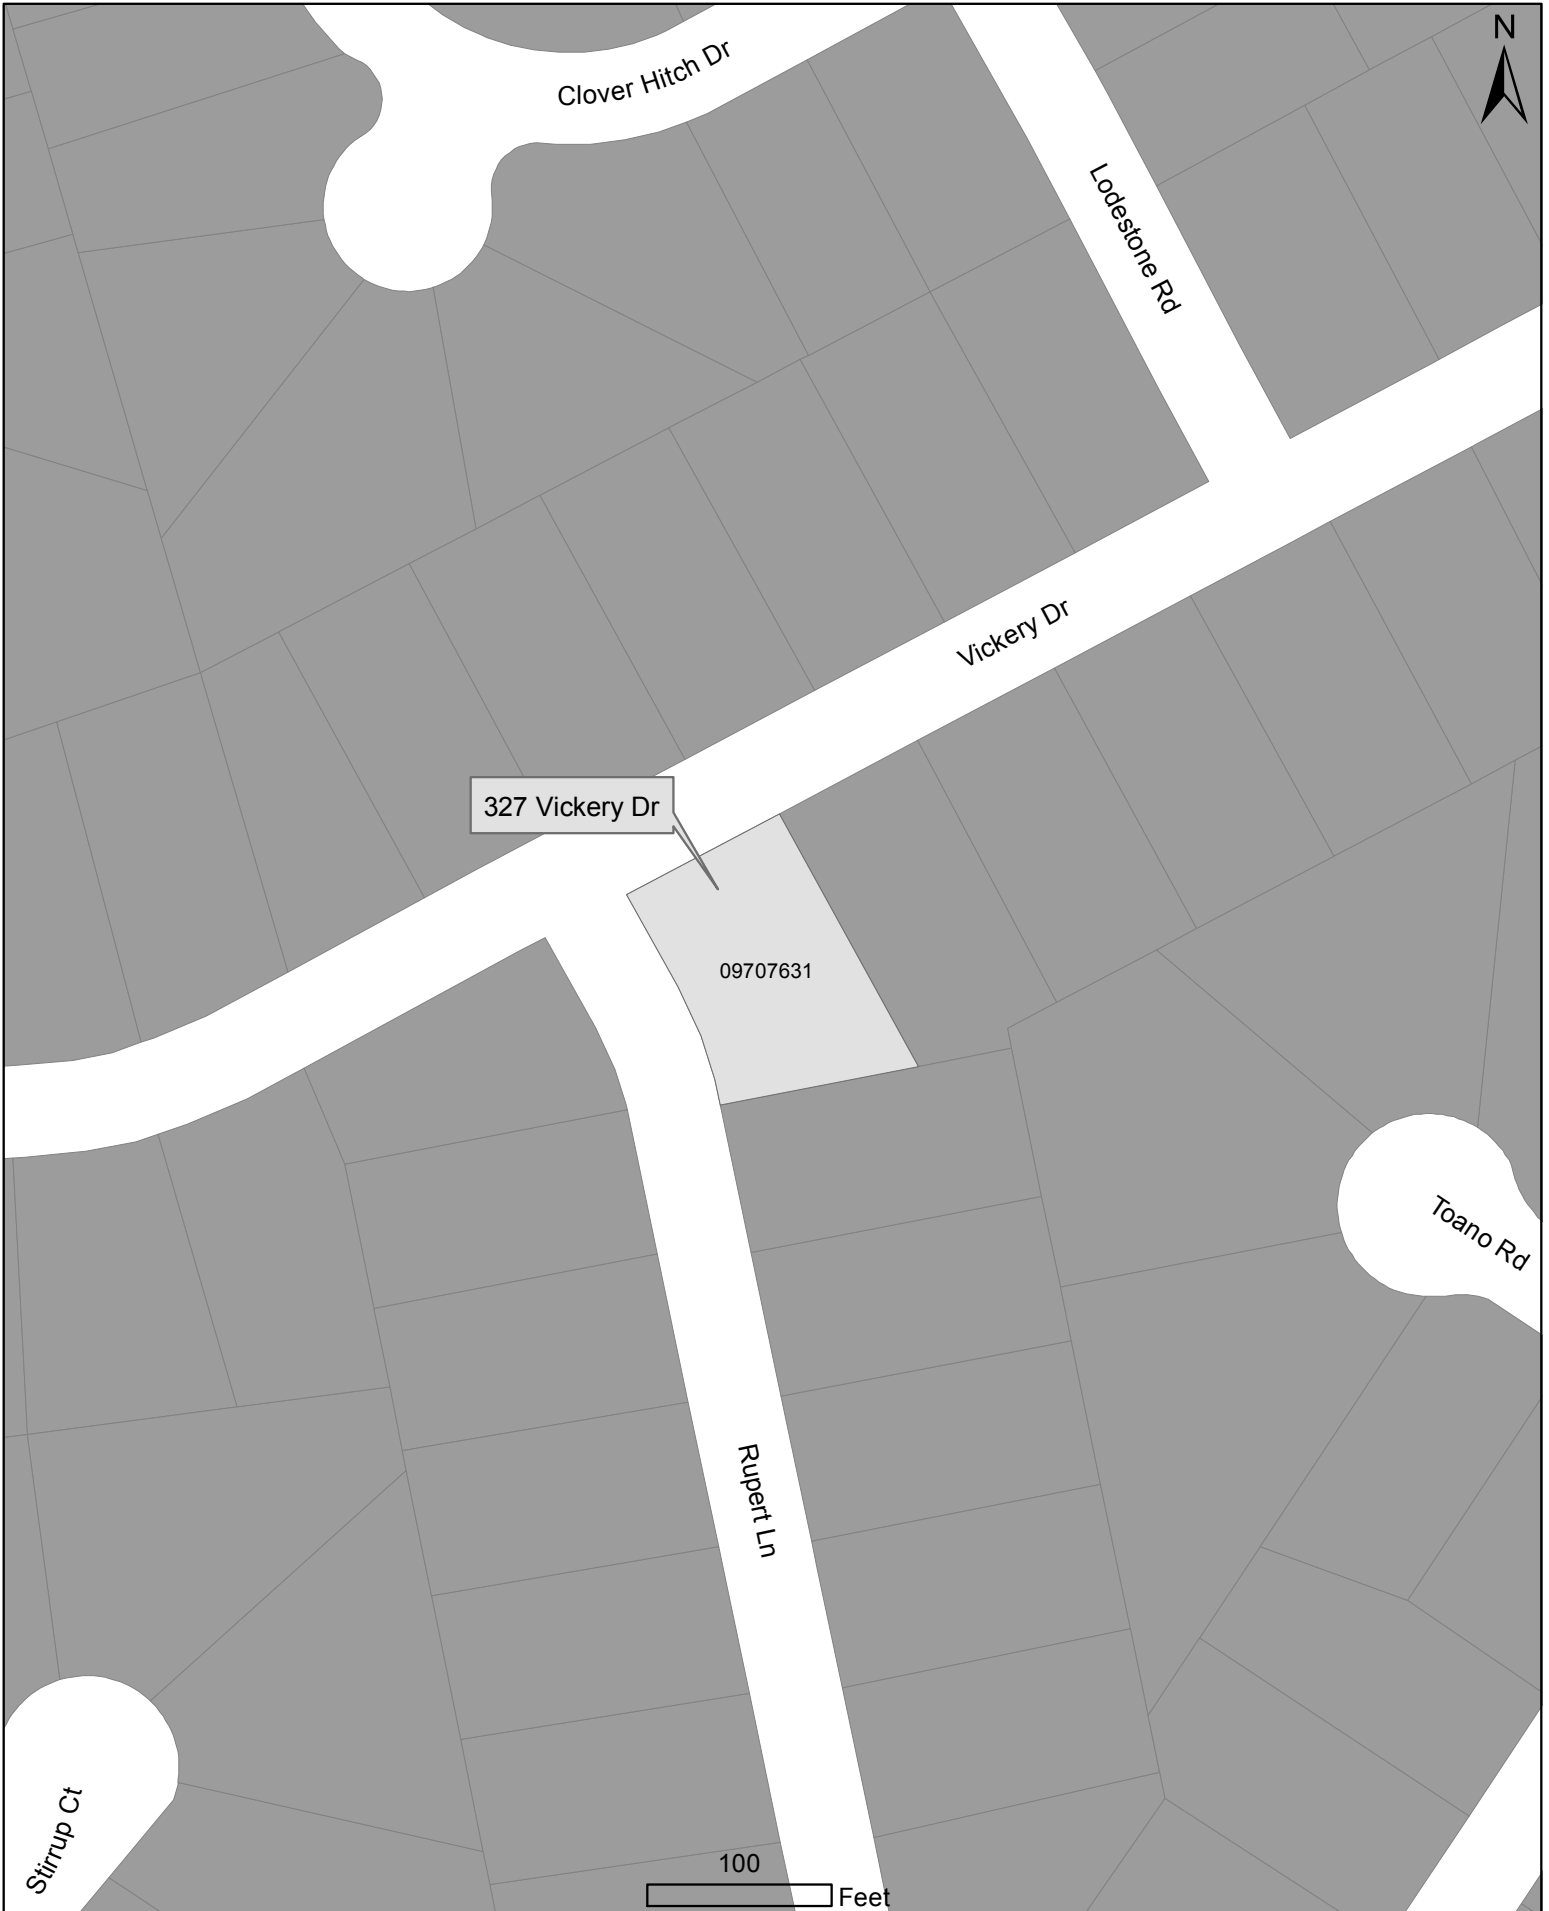 N
Clover Hitch Dr
Lodestone Rd
Vickery Dr
327 Vickery Dr
09707631
Toano Rd
Rupert Ln
Stirrup Ct
100
Feet